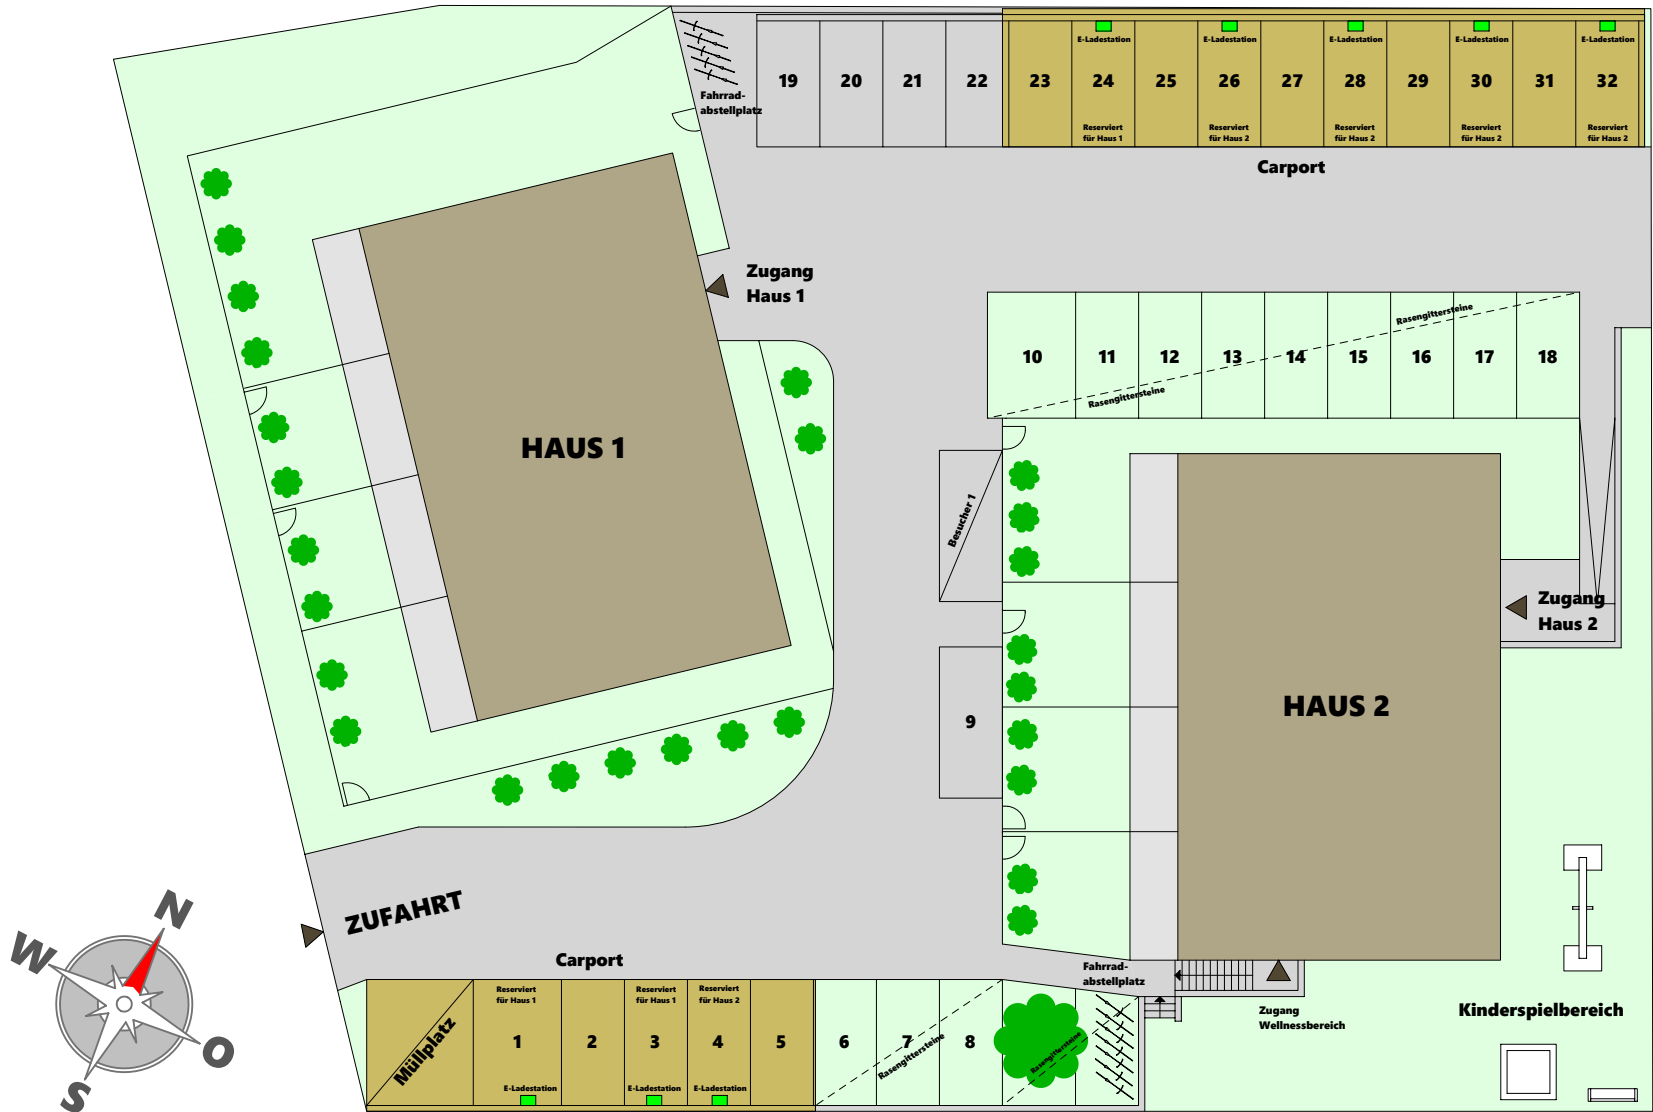 19 20 21 22 23 24 25 26 27 28 29 30 31 32
E-Ladestation E-Ladestation E-Ladestation E-Ladestation E-Ladestation
Reserviert
für Haus 1
Reserviert
für Haus 2
Reserviert
für Haus 2
Reserviert
für Haus 2
Reserviert
für Haus 2
Fahrrad-
abstellplatz
Carport
Zugang
Haus 1
Rasengittersteine
10 11 12 13 14 15 16 17 18
Rasengittersteine
HAUS 1
Besucher 1
Zugang
Haus 2
HAUS 2
9
ZUFAHRT
Carport
Fahrrad-
abstellplatz
Zugang
Wellnessbereich
Kinderspielbereich
N
W
O
S
Müllplatz
Reserviert
für Haus 1
Reserviert
für Haus 1
Reserviert
für Haus 2
1 2 3 4 5 6 7 8
E-Ladestation E-Ladestation E-Ladestation
Rasengittersteine
Rasengittersteine